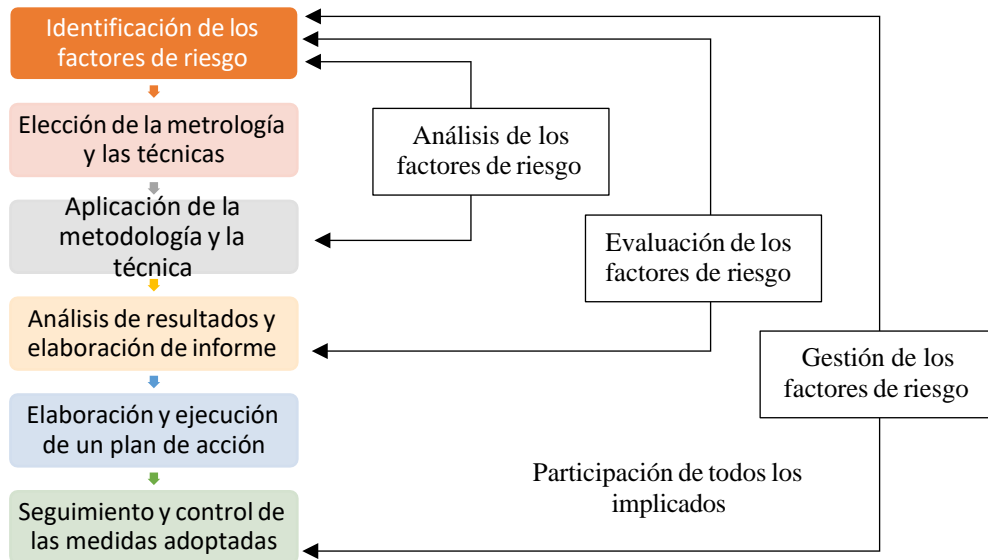 Identificación de los
factores de riesgo
Elección de la metrología
y las técnicas
Aplicación de la
metodología y la
técnica
Análisis de resultados y
elaboración de informe
Elaboración y ejecución
de un plan de acción
Seguimiento y control de
las medidas adoptadas
Análisis de los
factores de riesgo
Evaluación de los
factores de riesgo
Gestión de los
factores de riesgo
Participación de todos los
implicados